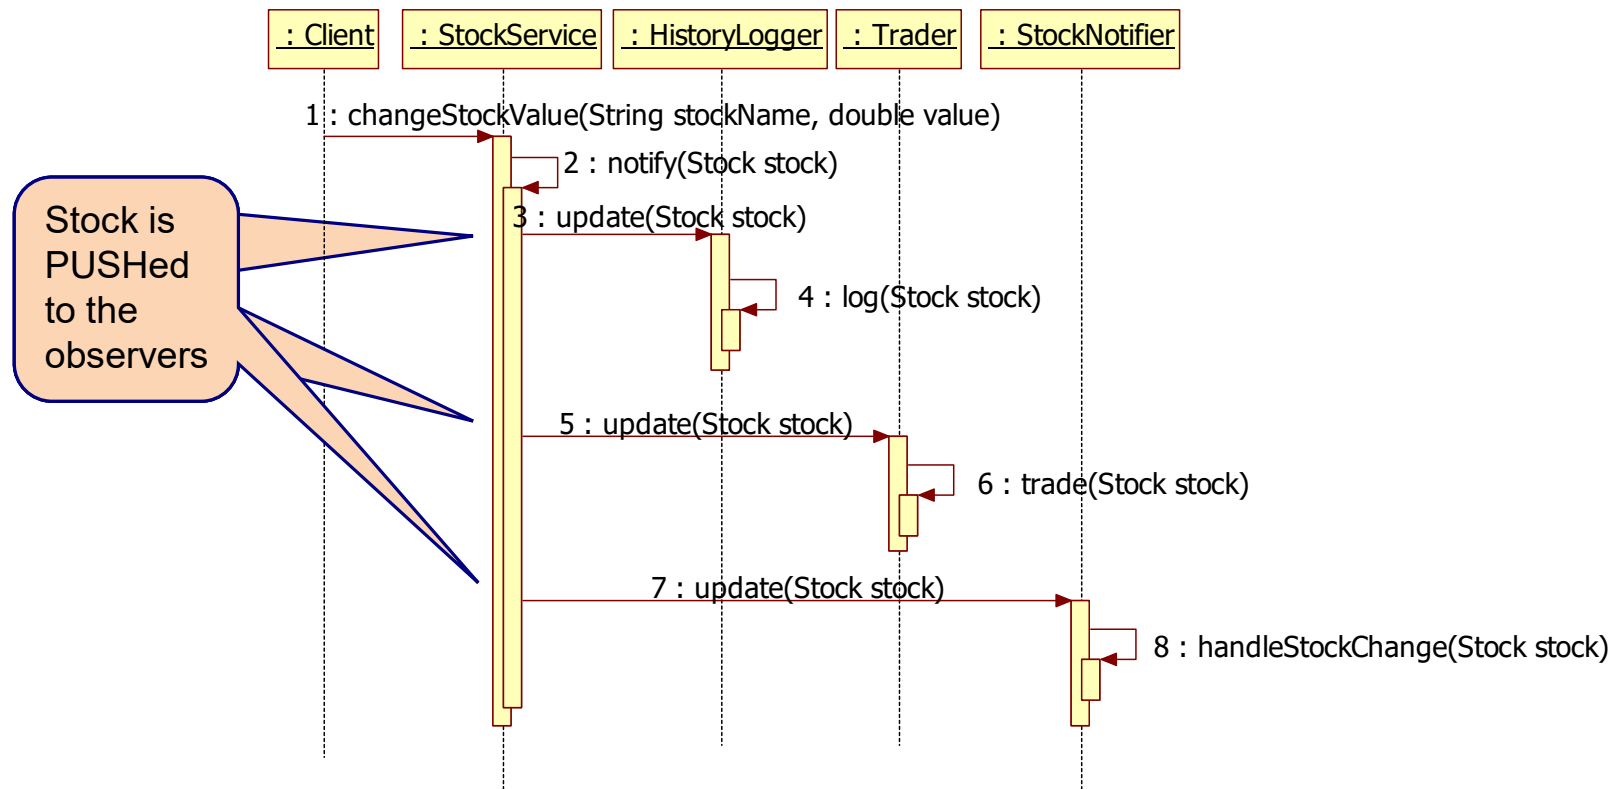 : Client
: StockService
: HistoryLogger
: Trader
: StockNotifier
1 : changeStockValue(String stockName, double value)
2 : notify(Stock stock)
3 : update(Stock stock)
4 : log(Stock stock)
5 : update(Stock stock)
6 : trade(Stock stock)
7 : update(Stock stock)
8 : handleStockChange(Stock stock)
Stock is
PUSHed
to the
observers